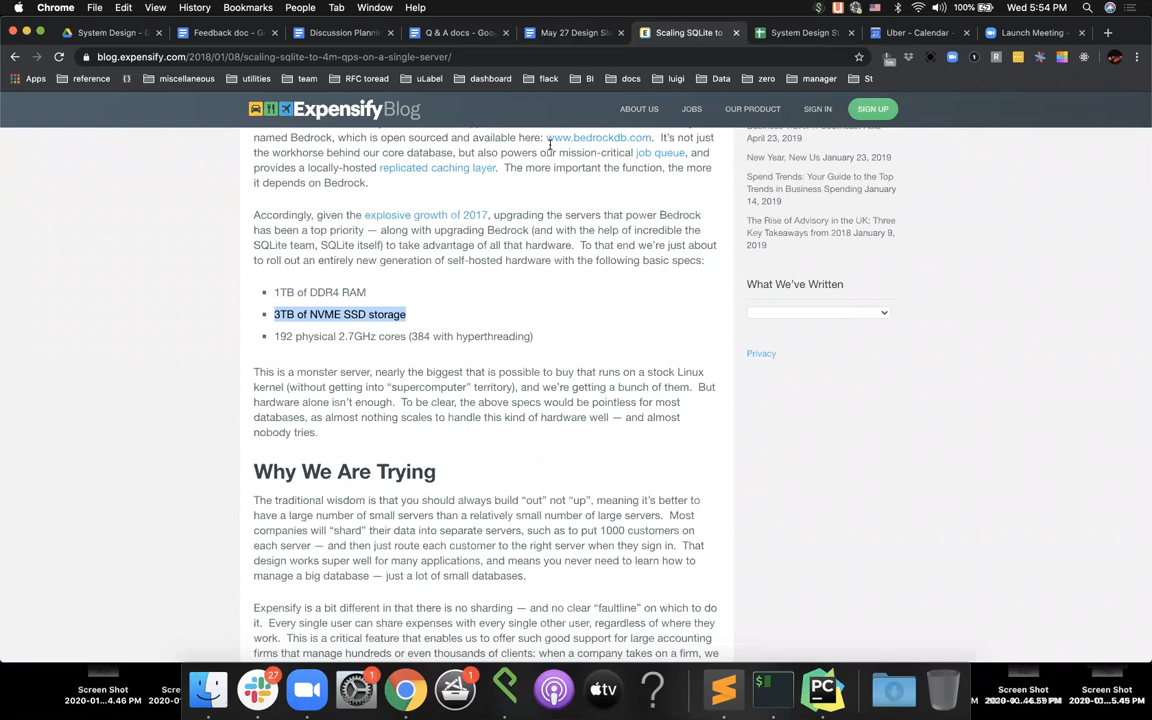 Chrome File Edit View History Bookmarks People Tab Window Help 100% Wed 5:54 PM
System Design - G Feedback doc - Goo Discussion Plannin Q & A docs - Goog May 27 Design Sl Scaling SQLite to System Design St Uber - Calendar - Launch Meeting -
blog.expensify.com/2018/01/08/scaling-sqlite-to-4m-qps-on-a-single-server/
Apps reference miscellaneous utilities team RFC toread uLabel dashboard flack BI docs luigi Data zero manager St
ExpensifyBlog ABOUT US JOBS OUR PRODUCT SIGN IN SIGN UP
named Bedrock, which is open sourced and available here: www.bedrockdb.com. It's not just
the workhorse behind our core database, but also powers our mission-critical job queue, and
provides a locally-hosted replicated caching layer. The more important the function, the more
it depends on Bedrock.
Accordingly, given the explosive growth of 2017, upgrading the servers that power Bedrock
has been a top priority — along with upgrading Bedrock (and with the help of incredible the
SQLite team, SQLite itself) to take advantage of all that hardware. To that end we're just about
to roll out an entirely new generation of self-hosted hardware with the following basic specs:
1TB of DDR4 RAM
3TB of NVME SSD storage
192 physical 2.7GHz cores (384 with hyperthreading)
This is a monster server, nearly the biggest that is possible to buy that runs on a stock Linux
kernel (without getting into "supercomputer" territory), and we're getting a bunch of them. But
hardware alone isn't enough. To be clear, the above specs would be pointless for most
databases, as almost nothing scales to handle this kind of hardware well — and almost
nobody tries.
Why We Are Trying
The traditional wisdom is that you should always build "out" not "up", meaning it's better to
have a large number of small servers than a relatively small number of large servers. Most
companies will "shard" their data into separate servers, such as to put 1000 customers on
each server — and then just route each customer to the right server when they sign in. That
design works super well for many applications, and means you never need to learn how to
manage a big database — just a lot of small databases.
Expensify is a bit different in that there is no sharding — and no clear "faultline" on which to do
it. Every single user can share expenses with every single other user, regardless of where they
work. This is a critical feature that enables us to offer such good support for large accounting
firms that manage hundreds or even thousands of clients: when a company takes on a firm, we
April 23, 2019
New Year, New Us January 23, 2019
Spend Trends: Your Guide to the Top
Trends in Business Spending January
14, 2019
The Rise of Advisory in the UK: Three
Key Takeaways from 2018 January 9,
2019
What We've Written
Privacy
27 1 1 tv PC
Screen Shot
2020-01...4.46 PM
Screen Shot
Screen Shot
2020-01...5.45 PM